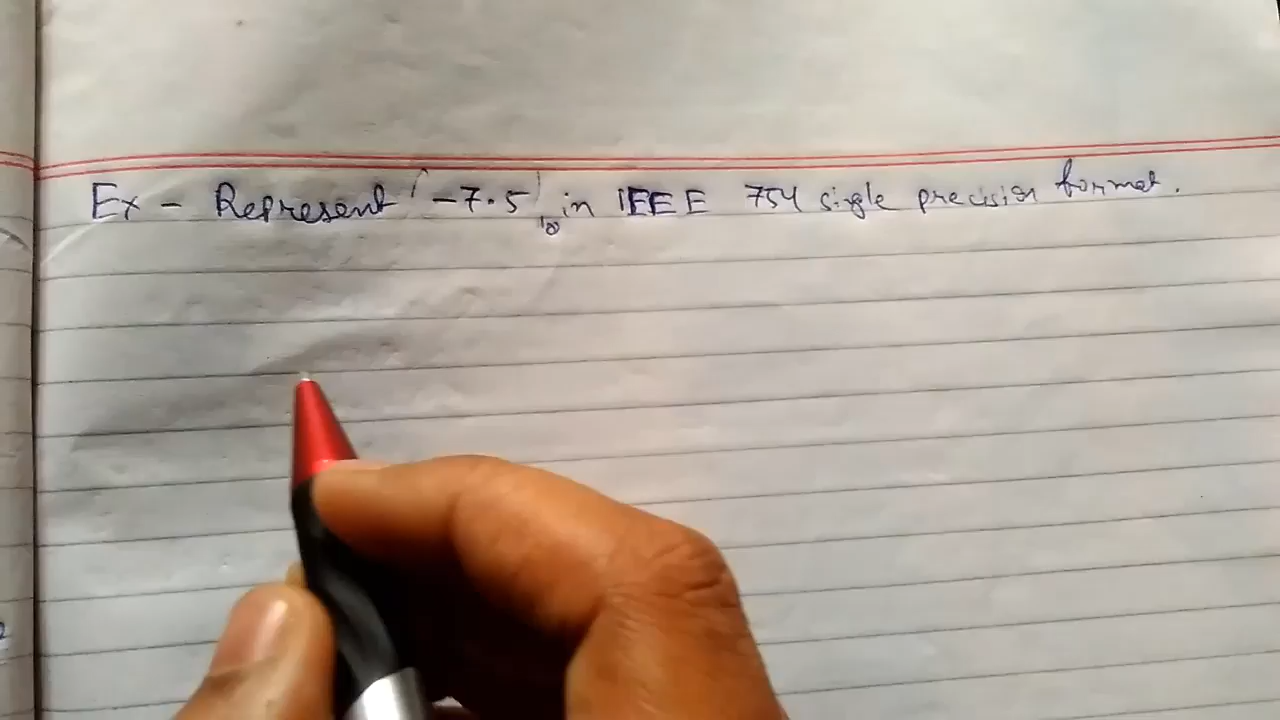 Ex - Represent (-7.5)10 in IEEE 754 single precision format.